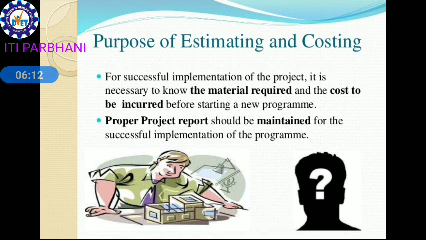 ITI PARBHANI
06:12
Purpose of Estimating and Costing
For successful implementation of the project, it is
necessary to know the material required and the cost to
be incurred before starting a new programme.
Proper Project report should be maintained for the
successful implementation of the programme.
?